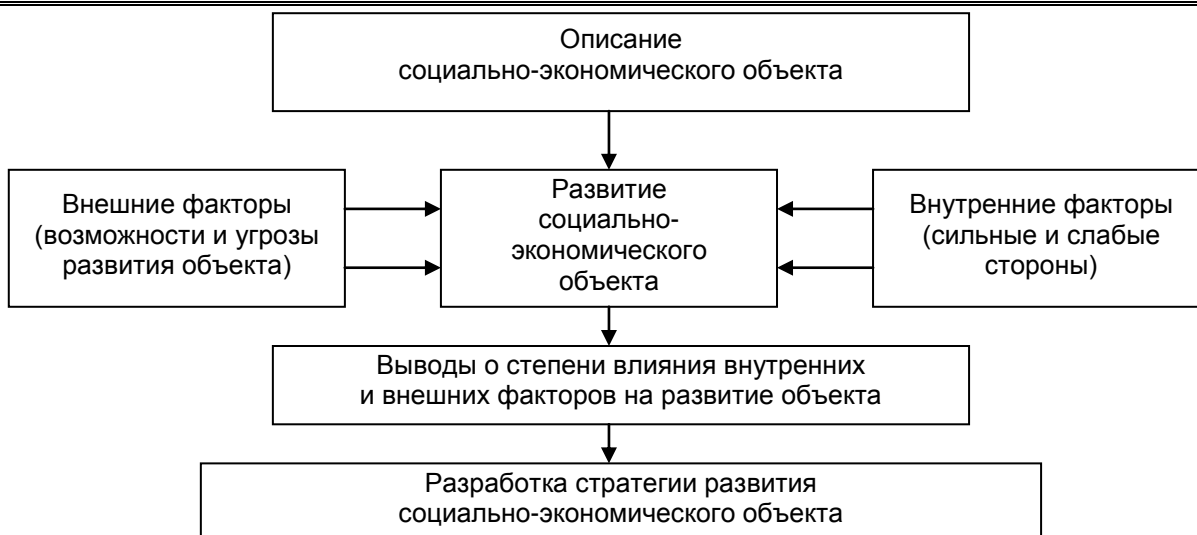 Описание
социально-экономического объекта
Внешние факторы
(возможности и угрозы
развития объекта)
Развитие
социально-
экономического
объекта
Внутренние факторы
(сильные и слабые
стороны)
Выводы о степени влияния внутренних
и внешних факторов на развитие объекта
Разработка стратегии развития
социально-экономического объекта